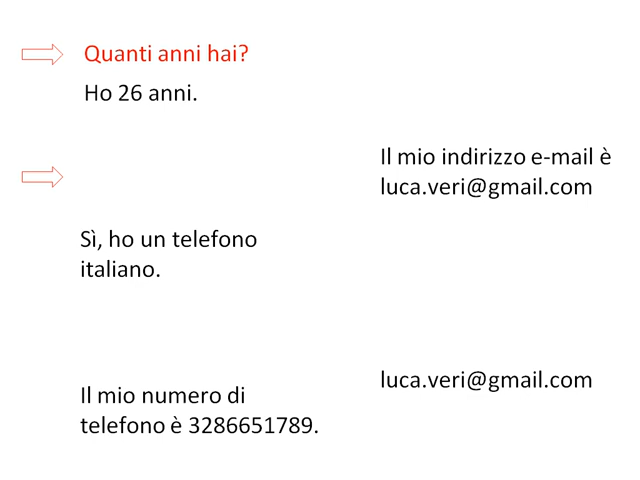 Quanti anni hai?
Ho 26 anni.
Sì, ho un telefono
italiano.
Il mio numero di
telefono è 3286651789.
Il mio indirizzo e-mail è
luca.veri@gmail.com
luca.veri@gmail.com